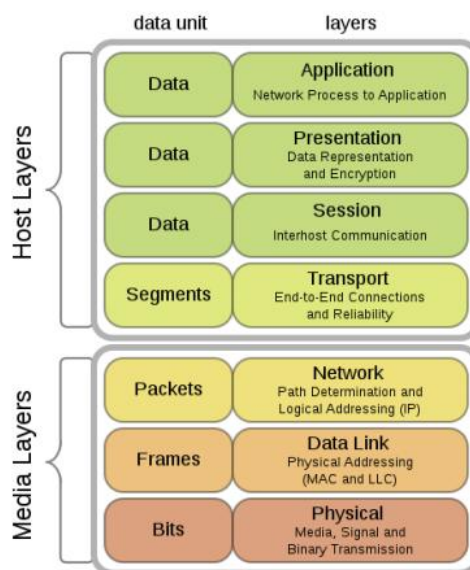 data unit
layers
Host Layers
Data
Application
Network Process to Application
Data
Presentation
Data Representation
and Encryption
Data
Session
Interhost Communication
Segments
Transport
End-to-End Connections
and Reliability
Media Layers
Packets
Network
Path Determination and
Logical Addressing (IP)
Frames
Data Link
Physical Addressing
(MAC and LLC)
Bits
Physical
Media, Signal and
Binary Transmission